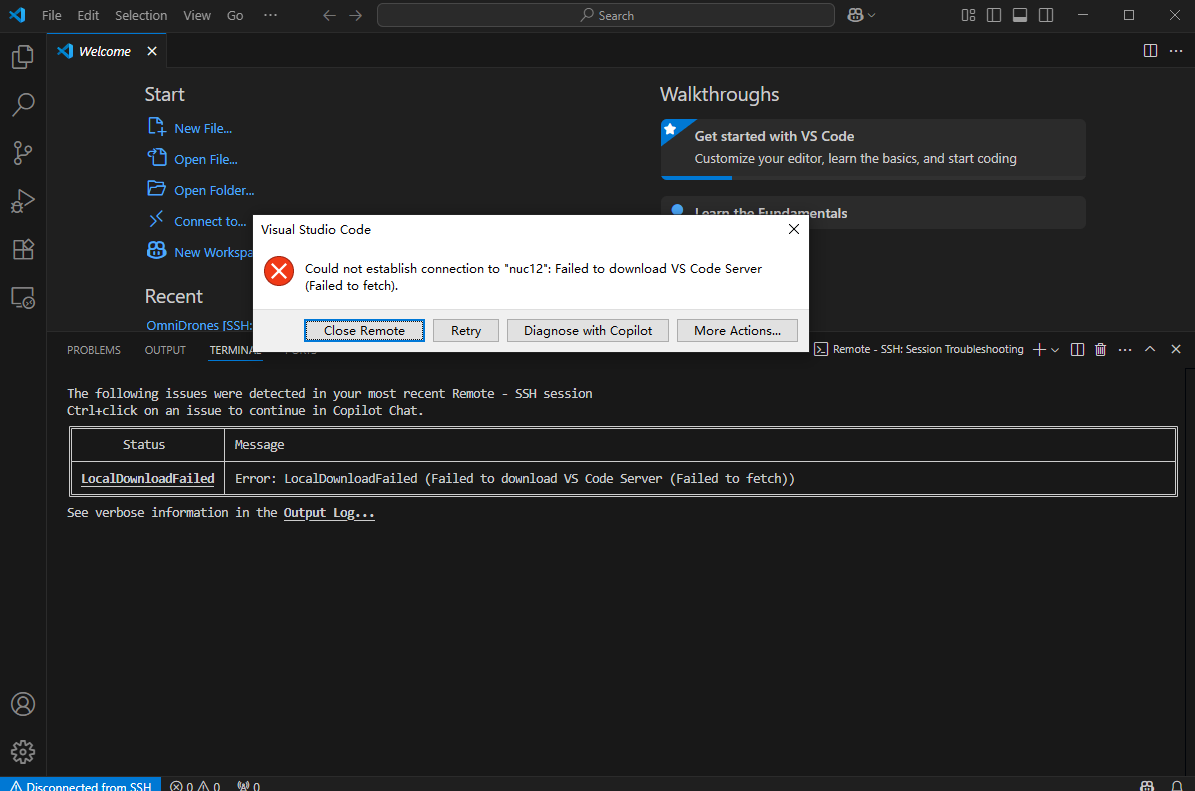 File Edit Selection View Go ···
Search
Welcome
Start
New File...
Open File...
Open Folder...
Connect to...
New Workspa
Recent
OmniDrones [SSH:
Walkthroughs
Get started with VS Code
Customize your editor, learn the basics, and start coding
Learn the Fundamentals
Visual Studio Code
Could not establish connection to "nuc12": Failed to download VS Code Server
(Failed to fetch).
Close Remote Retry Diagnose with Copilot More Actions...
PROBLEMS OUTPUT TERMINAL PORTS
Remote - SSH: Session Troubleshooting
The following issues were detected in your most recent Remote - SSH session
Ctrl+click on an issue to continue in Copilot Chat.
Status Message
LocalDownloadFailed Error: LocalDownloadFailed (Failed to download VS Code Server (Failed to fetch))
See verbose information in the Output Log...
Disconnected from SSH 0 0 0